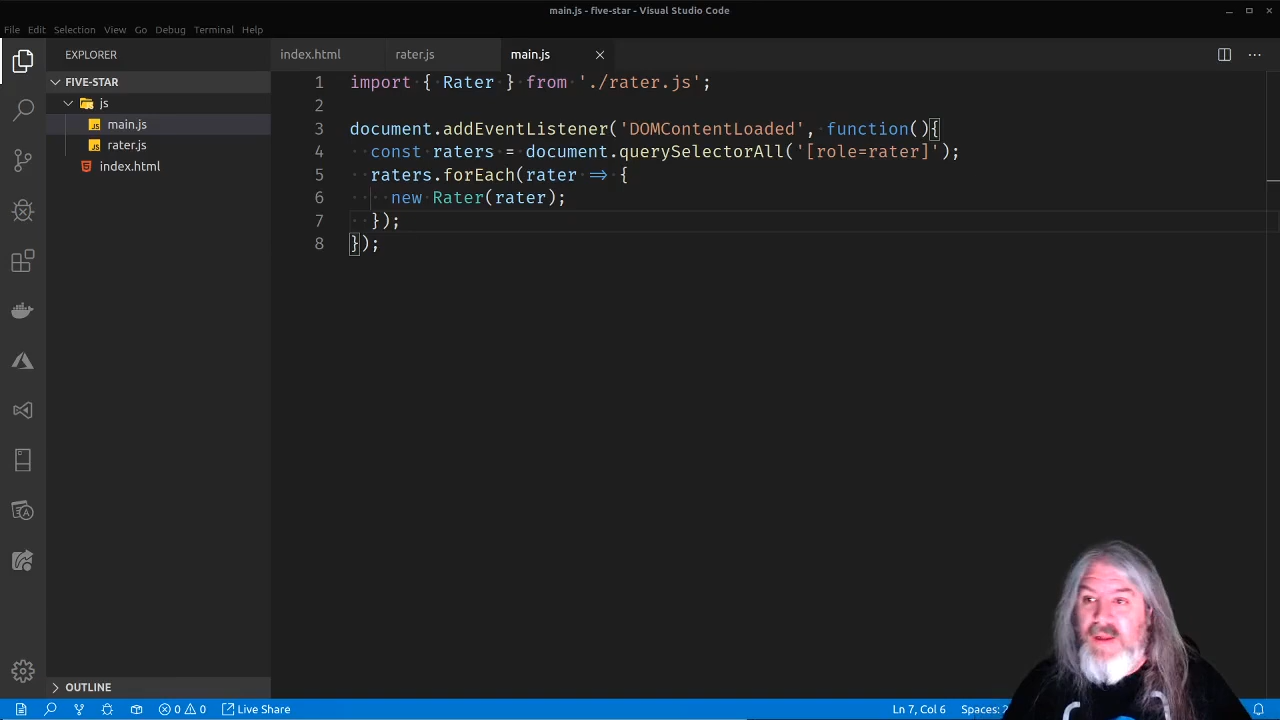 main.js - five-star - Visual Studio Code
File Edit Selection View Go Debug Terminal Help
EXPLORER
index.html
rater.js
main.js
FIVE-STAR
js
main.js
rater.js
index.html
1 import { Rater } from './rater.js';
2
3 document.addEventListener('DOMContentLoaded', function(){
4 const raters = document.querySelectorAll('[role=rater]');
5 raters.forEach(rater => {
6 new Rater(rater);
7 });
8 });
OUTLINE
0 0 Live Share
Ln 7, Col 6 Spaces: